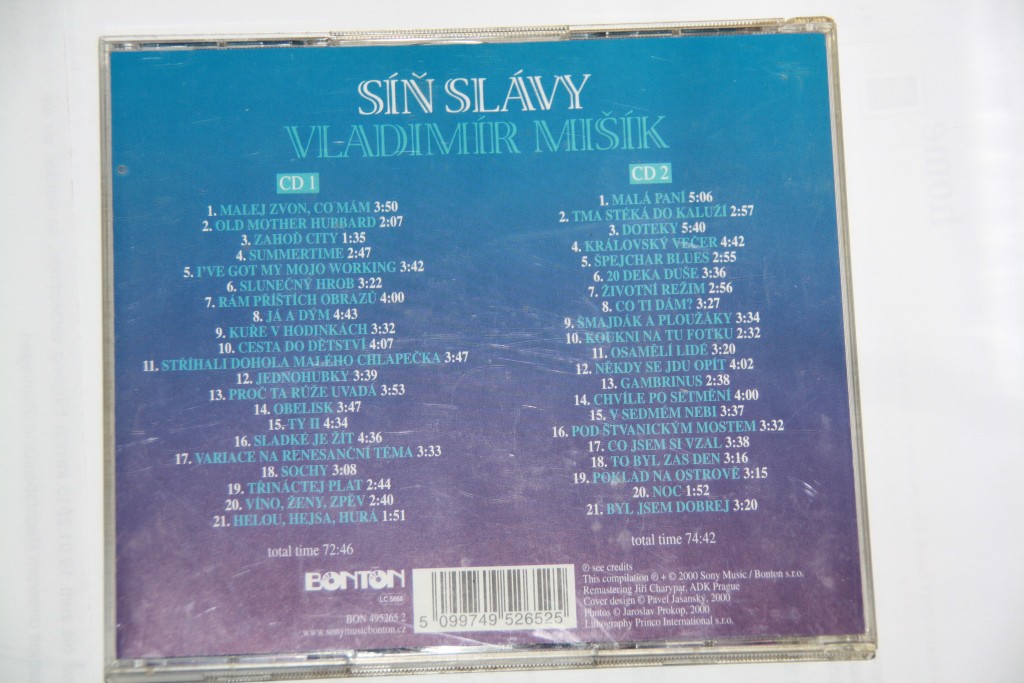 SÍŇ SLÁVY
VLADIMÍR MIŠÍK
CD 1
1. MALEJ ZVON, CO MÁM 3:50
2. OLD MOTHER HUBBARD 2:07
3. ZAHOĎ CITY 1:35
4. SUMMERTIME 2:47
5. I'VE GOT MY MOJO WORKING 3:42
6. SLUNEČNÝ HROB 3:22
7. RÁM PŘÍŠTÍCH OBRAZŮ 4:00
8. JÁ A DÝM 4:43
9. KUŘE V HODINKÁCH 3:32
10. CESTA DO DĚTSTVÍ 4:07
11. STŘÍHALI DOHOLA MALÉHO CHLAPEČKA 3:47
12. JEDNOHUBKY 3:39
13. PROČ TA RŮŽE UVADÁ 3:53
14. OBELISK 3:47
15. TY II 4:34
16. SLADKÉ JE ŽÍT 4:36
17. VARIACE NA RENESANČNÍ TÉMA 3:33
18. SOCHY 3:08
19. TŘINÁCTEJ PLAT 2:44
20. VÍNO, ŽENY, ZPĚV 2:40
21. HELOU, HEJSA, HURÁ 1:51
total time 72:46
CD 2
1. MALÁ PANÍ 5:06
2. TMA STÉKÁ DO KALUŽÍ 2:57
3. DOTEKY 5:40
4. KRÁLOVSKÝ VEČER 4:42
5. ŠPEJCHAR BLUES 2:55
6. 20 DEKA DUŠE 3:36
7. ŽIVOTNÍ REŽIM 2:56
8. CO TI DÁM? 3:27
9. ŠMAJDÁK A PLOUŽÁKY 3:34
10. KOUKNI NA TU FOTKU 2:32
11. OSAMĚLÍ LIDÉ 3:20
12. NĚKDY SE JDU OPÍT 4:02
13. GAMBRINUS 2:38
14. CHVÍLE PO SETMĚNÍ 4:00
15. V SEDMÉM NEBI 3:37
16. POD ŠTVANICKÝM MOSTEM 3:32
17. CO JSEM SI VZAL 3:38
18. TO BYL ZAS DEN 3:16
19. POKLAD NA OSTROVĚ 3:15
20. NOC 1:52
21. BYL JSEM DOBREJ 3:20
total time 74:42
BONTON
BON 495265 2
www.sonymusicbonton.cz
5 099749 526525
℗ see credits
This compilation ℗ + © 2000 Sony Music / Bonton s.r.o.
Remastering Jiří Charypar, ADK Prague
Cover design © Pavel Jasanský, 2000
Photos © Jaroslav Prokop, 2000
Lithography Princo International s.r.o.